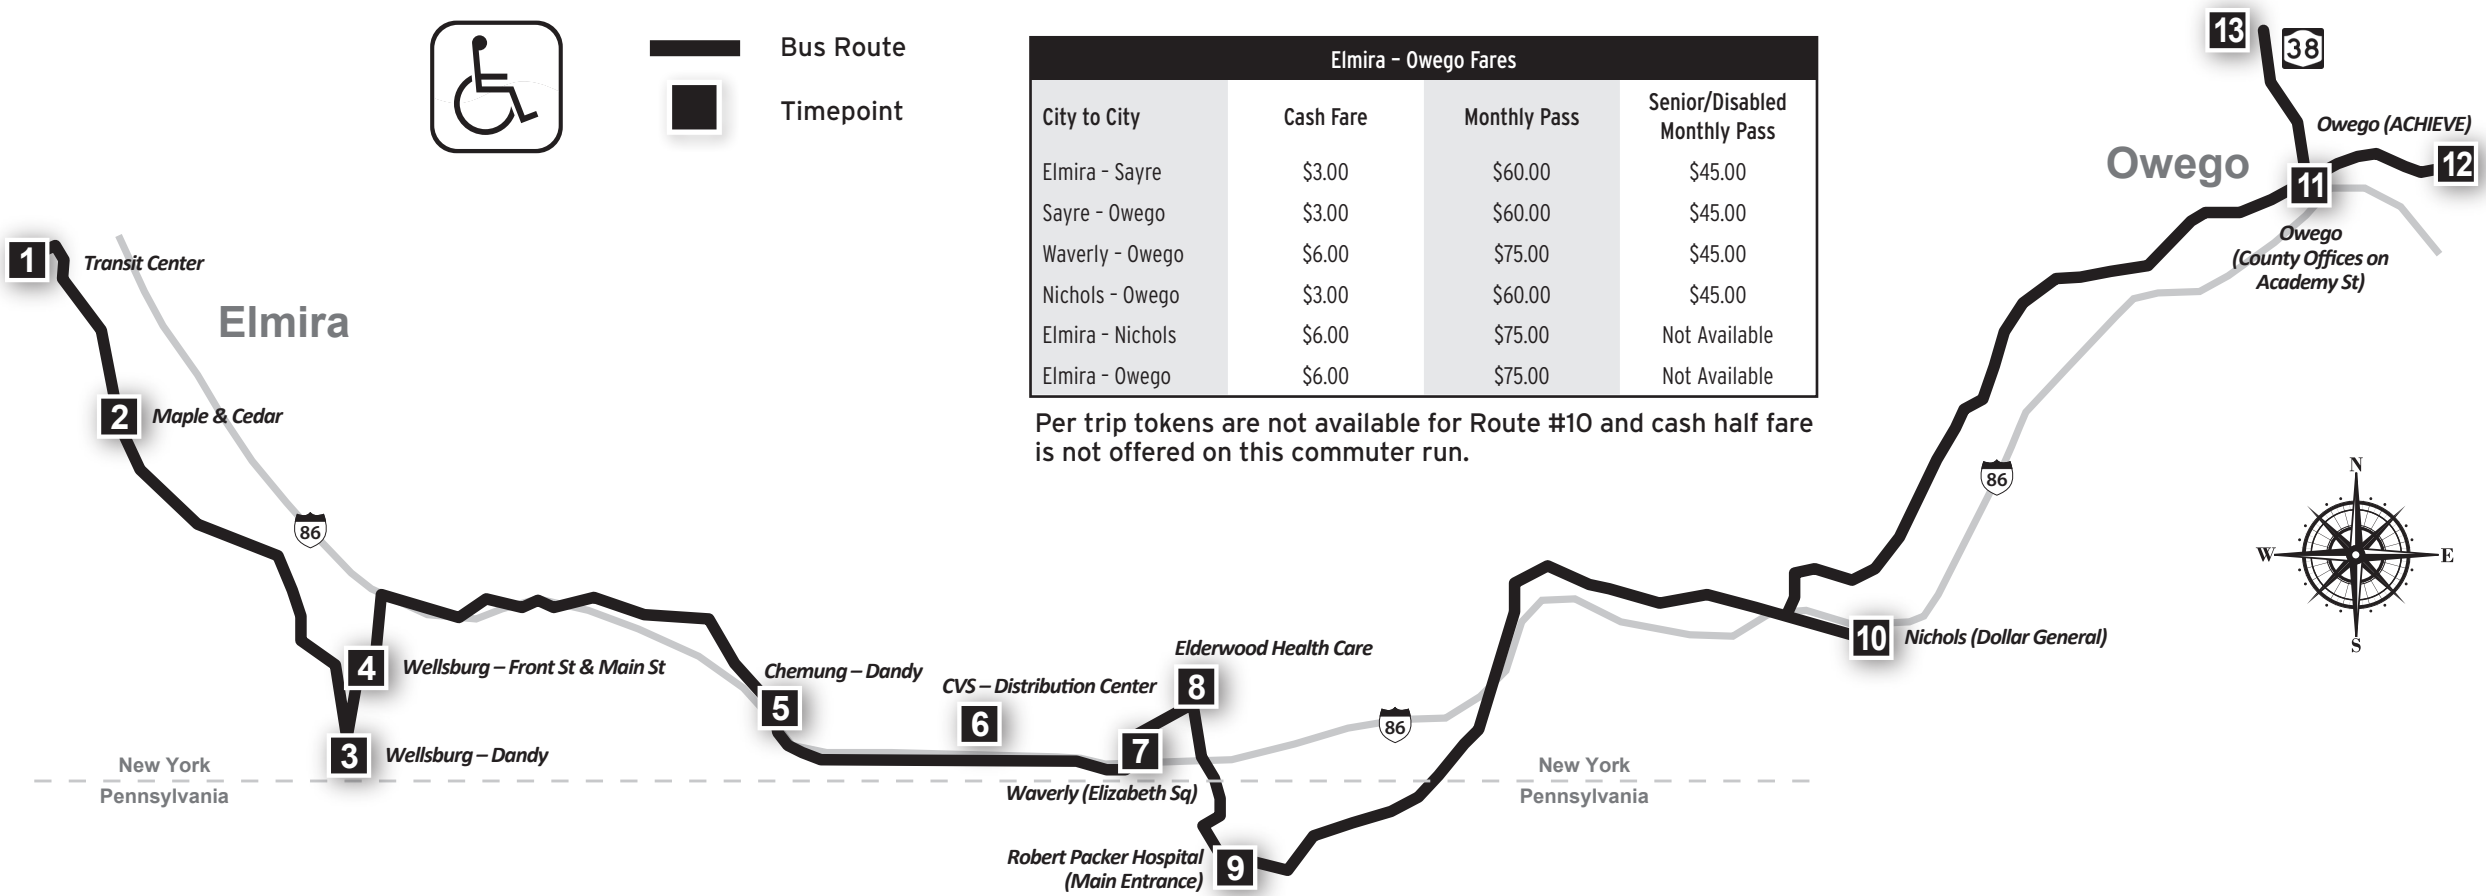 Bus Route
Timepoint
Elmira – Owego Fares
City to City Cash Fare Monthly Pass Senior/Disabled
Monthly Pass
Elmira – Sayre $3.00 $60.00 $45.00
Sayre – Owego $3.00 $60.00 $45.00
Waverly – Owego $6.00 $75.00 $45.00
Nichols – Owego $3.00 $60.00 $45.00
Elmira – Nichols $6.00 $75.00 Not Available
Elmira – Owego $6.00 $75.00 Not Available
Per trip tokens are not available for Route #10 and cash half fare
is not offered on this commuter run.
13
38
Owego (ACHIEVE)
12
Owego
11
Owego
(County Offices on
Academy St)
1
Transit Center
Elmira
2
Maple & Cedar
86
4
Wellsburg – Front St & Main St
3
Wellsburg – Dandy
New York
Pennsylvania
Chemung – Dandy
5
CVS – Distribution Center
6
Elderwood Health Care
8
7
Waverly (Elizabeth Sq)
Robert Packer Hospital
(Main Entrance)
9
86
New York
Pennsylvania
10
Nichols (Dollar General)
86
N
W
E
S